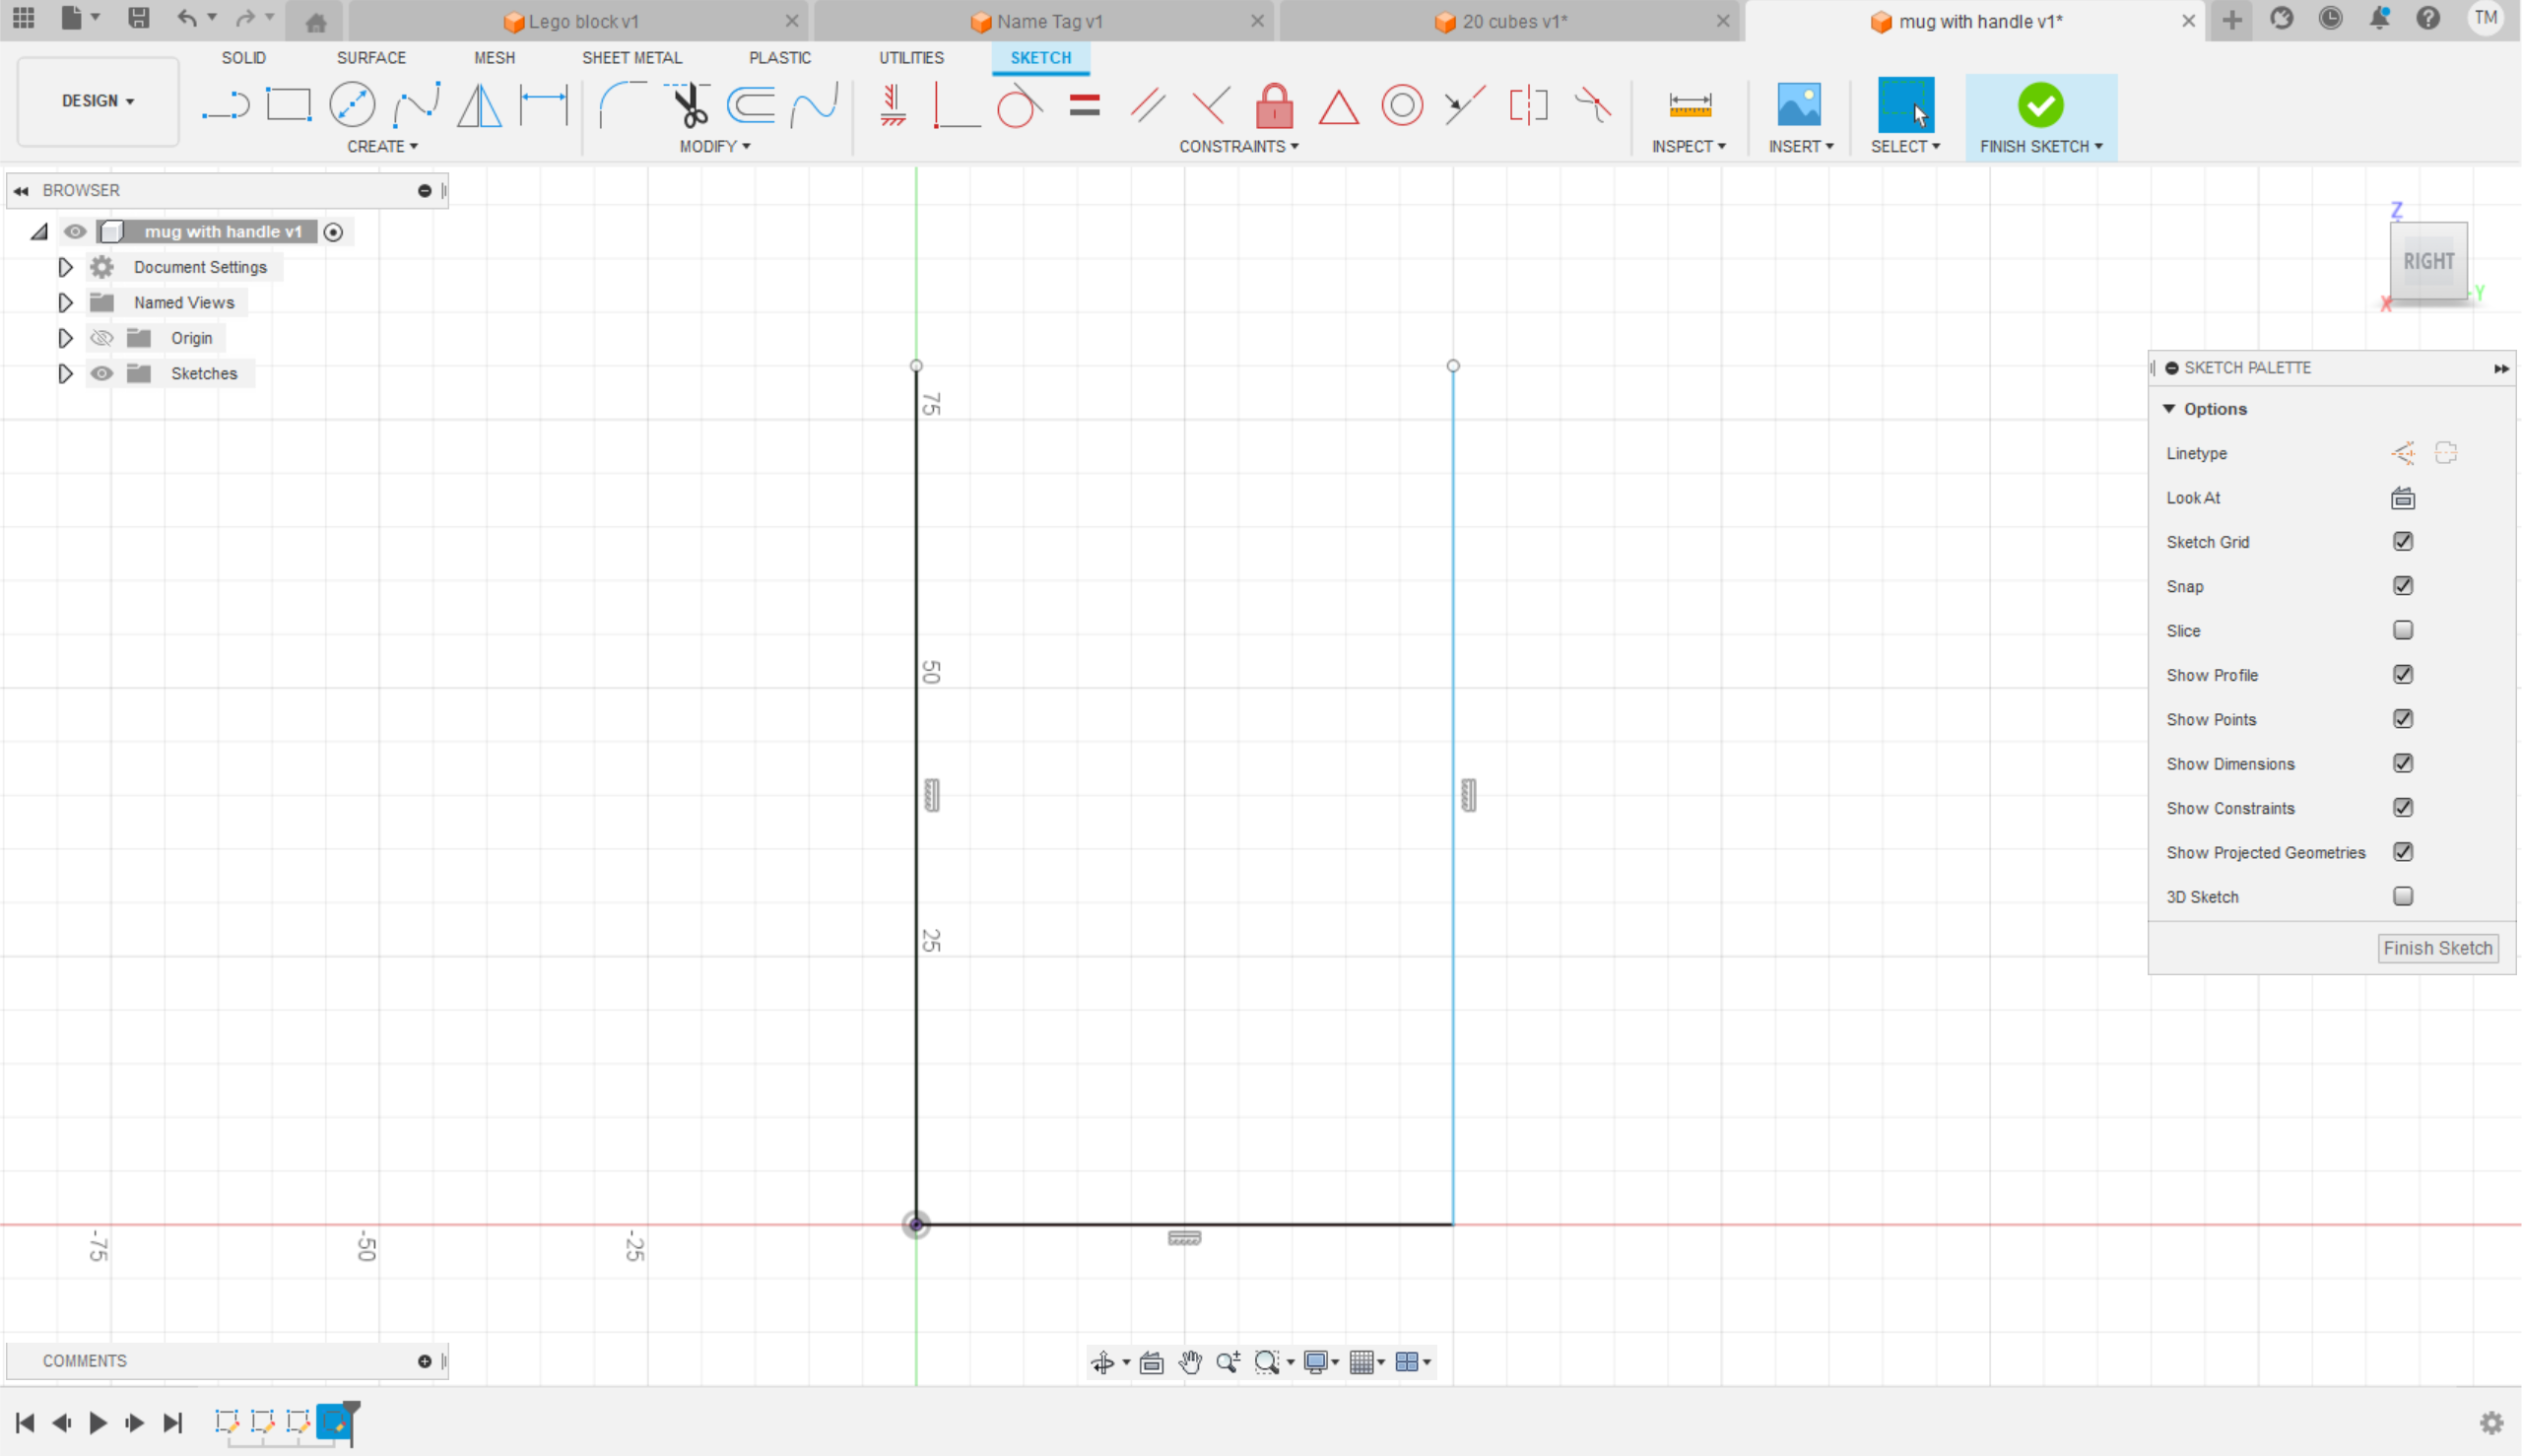 Lego block v1
Name Tag v1
20 cubes v1*
mug with handle v1*
TM
SOLID
SURFACE
MESH
SHEET METAL
PLASTIC
UTILITIES
SKETCH
DESIGN
CREATE
MODIFY
CONSTRAINTS
INSPECT
INSERT
SELECT
FINISH SKETCH
BROWSER
mug with handle v1
Document Settings
Named Views
Origin
Sketches
Z
RIGHT
X
Y
75
50
25
-75
-50
-25
SKETCH PALETTE
Options
Linetype
Look At
Sketch Grid
Snap
Slice
Show Profile
Show Points
Show Dimensions
Show Constraints
Show Projected Geometries
3D Sketch
Finish Sketch
COMMENTS